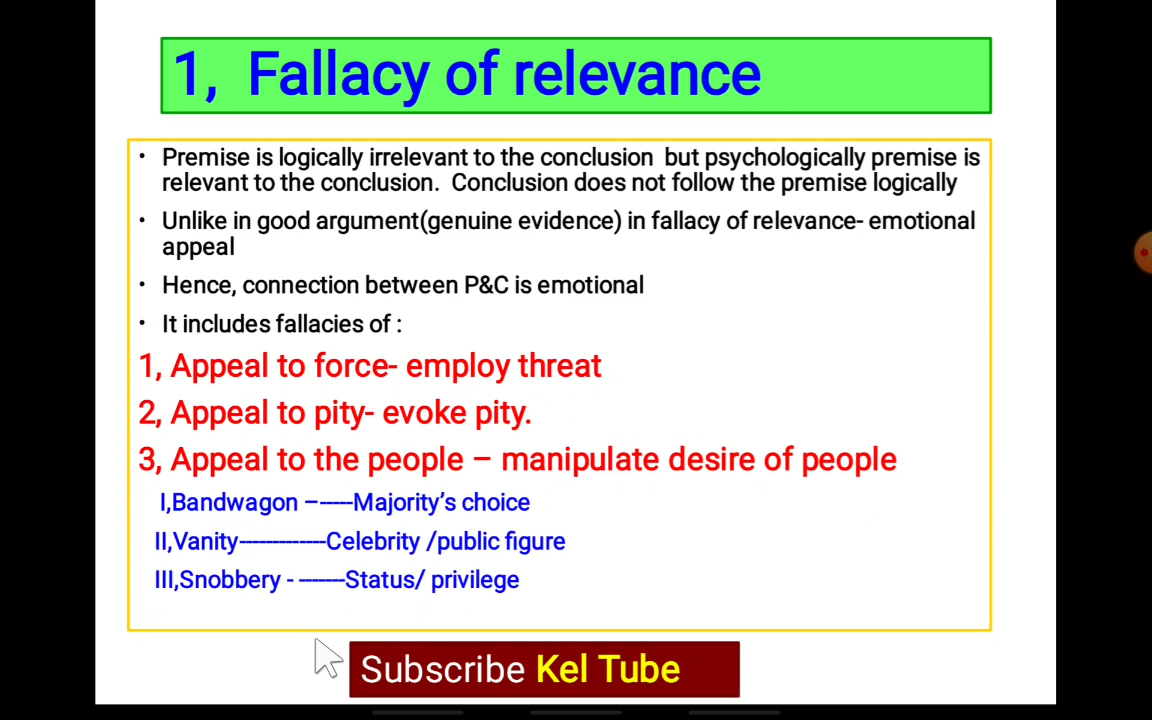 1, Fallacy of relevance
• Premise is logically irrelevant to the conclusion but psychologically premise is
relevant to the conclusion. Conclusion does not follow the premise logically
• Unlike in good argument(genuine evidence) in fallacy of relevance- emotional
appeal
• Hence, connection between P&C is emotional
• It includes fallacies of :
1, Appeal to force- employ threat
2, Appeal to pity- evoke pity.
3, Appeal to the people – manipulate desire of people
I,Bandwagon –-----Majority’s choice
II,Vanity-------------Celebrity /public figure
III,Snobbery - -------Status/ privilege
Subscribe Kel Tube